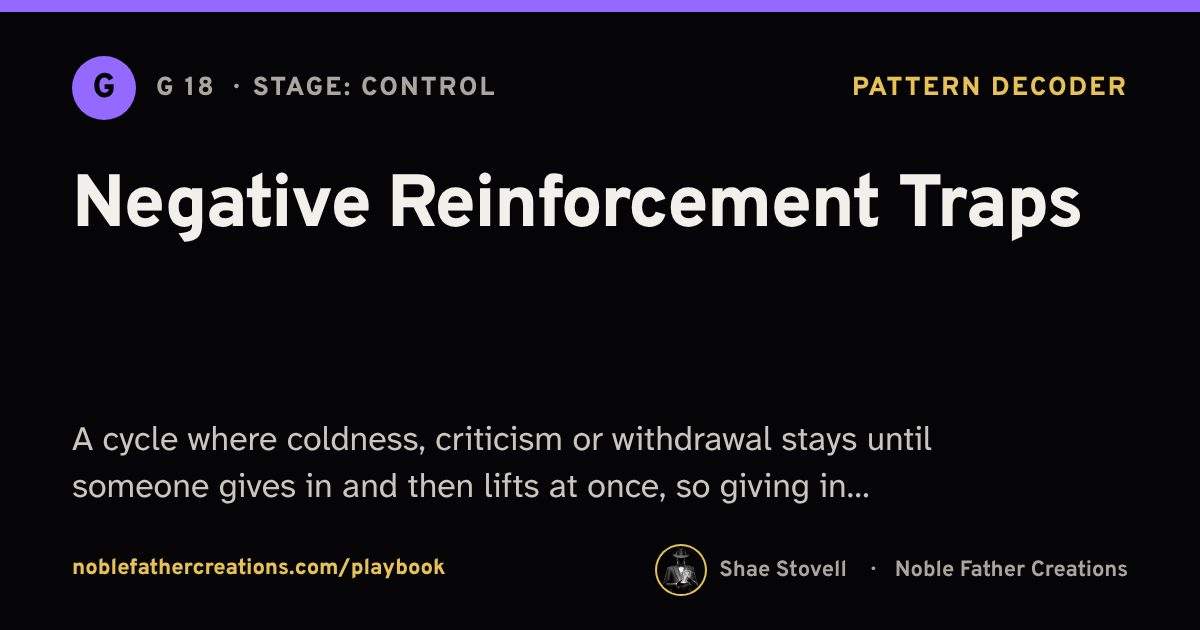 G
G 18 · STAGE: CONTROL
PATTERN DECODER
Negative Reinforcement Traps
A cycle where coldness, criticism or withdrawal stays until
someone gives in and then lifts at once, so giving in...
noblefathercreations.com/playbook
Shae Stovell · Noble Father Creations